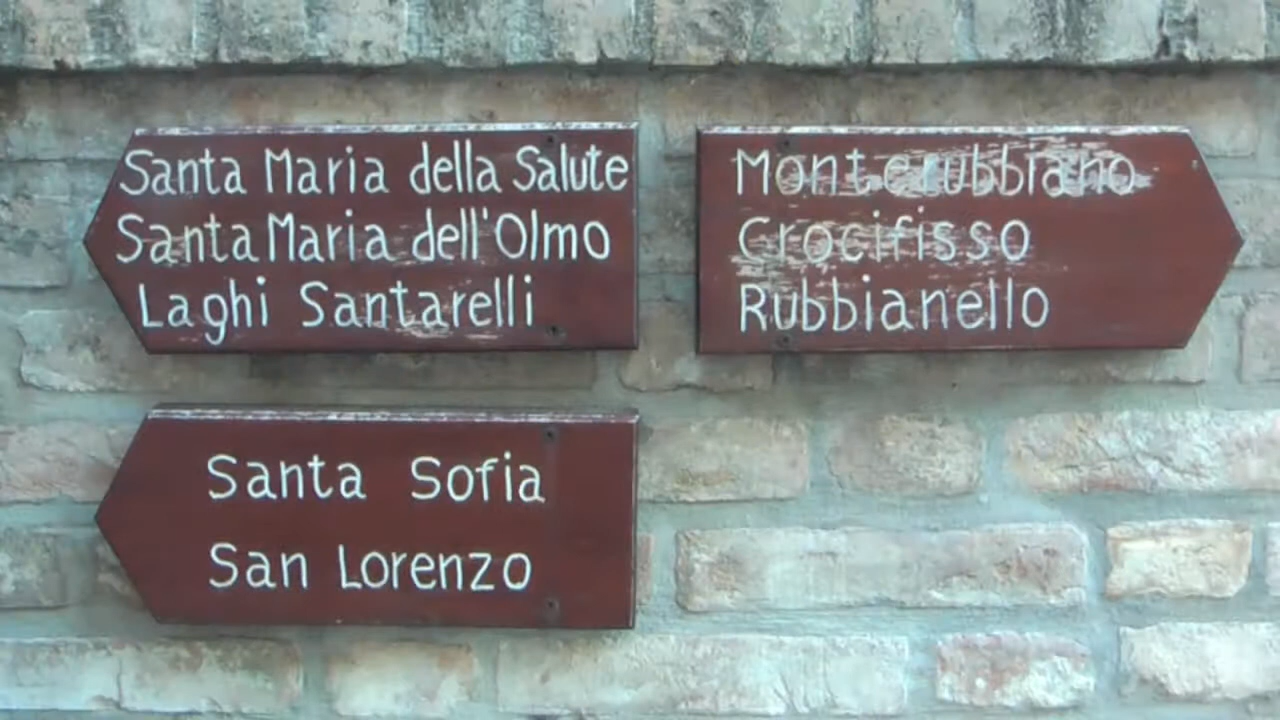 Santa Maria della Salute
Santa Maria dell'Olmo
Laghi Santarelli
Monterubbiano
Crocifisso
Rubbianello
Santa Sofia
San Lorenzo